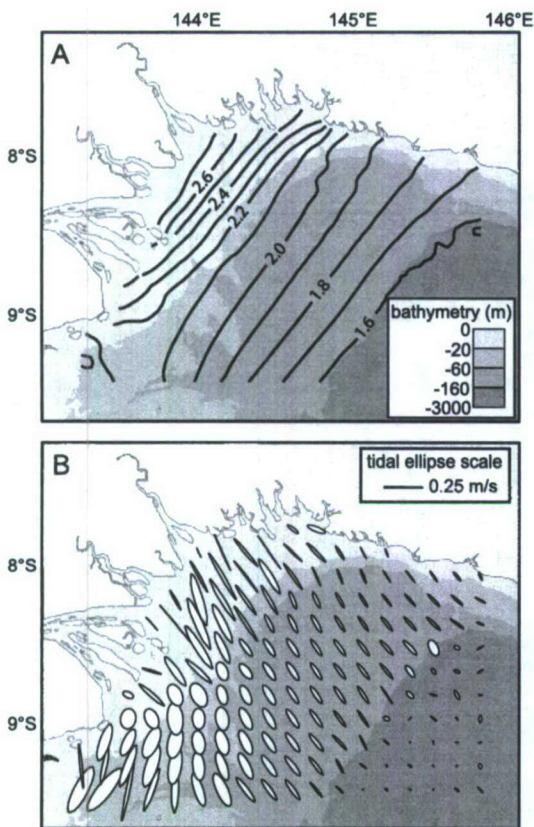 144°E 145°E 146°E
A
8°S
9°S
2.6
2.4
2.2
2.0
1.8
1.6
bathymetry (m)
0
-20
-60
-160
-3000
B
tidal ellipse scale
0.25 m/s
8°S
9°S